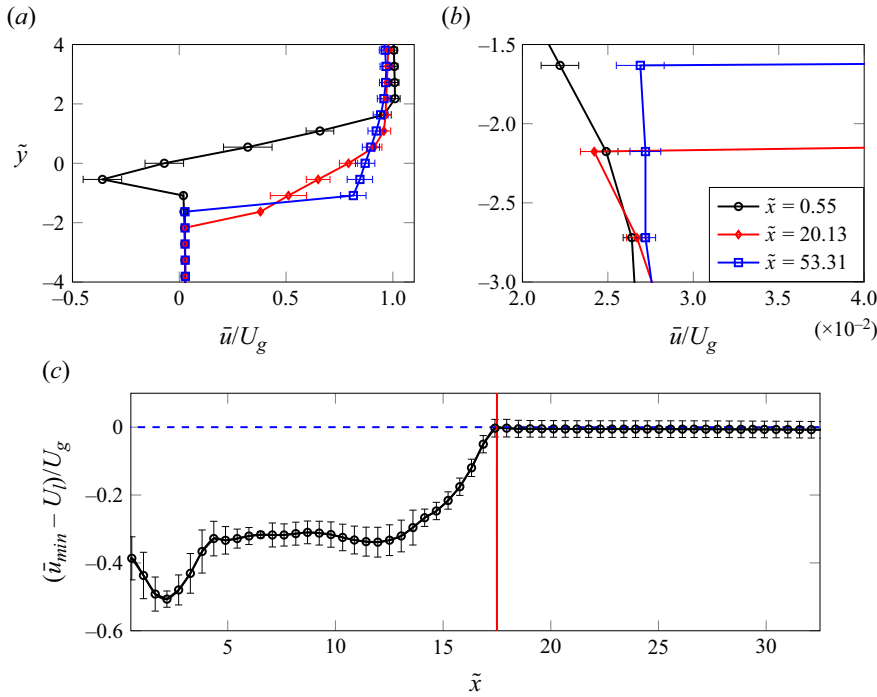 (a)
4
2
0
−2
−4
ỹ
−0.5 0 0.5 1.0
ū/U_g
(b)
−1.5
−2.0
−2.5
−3.0
x̃ = 0.55
x̃ = 20.13
x̃ = 53.31
2.0 2.5 3.0 3.5 4.0
(×10⁻²)
ū/U_g
(c)
0
−0.2
−0.4
−0.6
(ū_min − U_l)/U_g
5 10 15 20 25 30
x̃